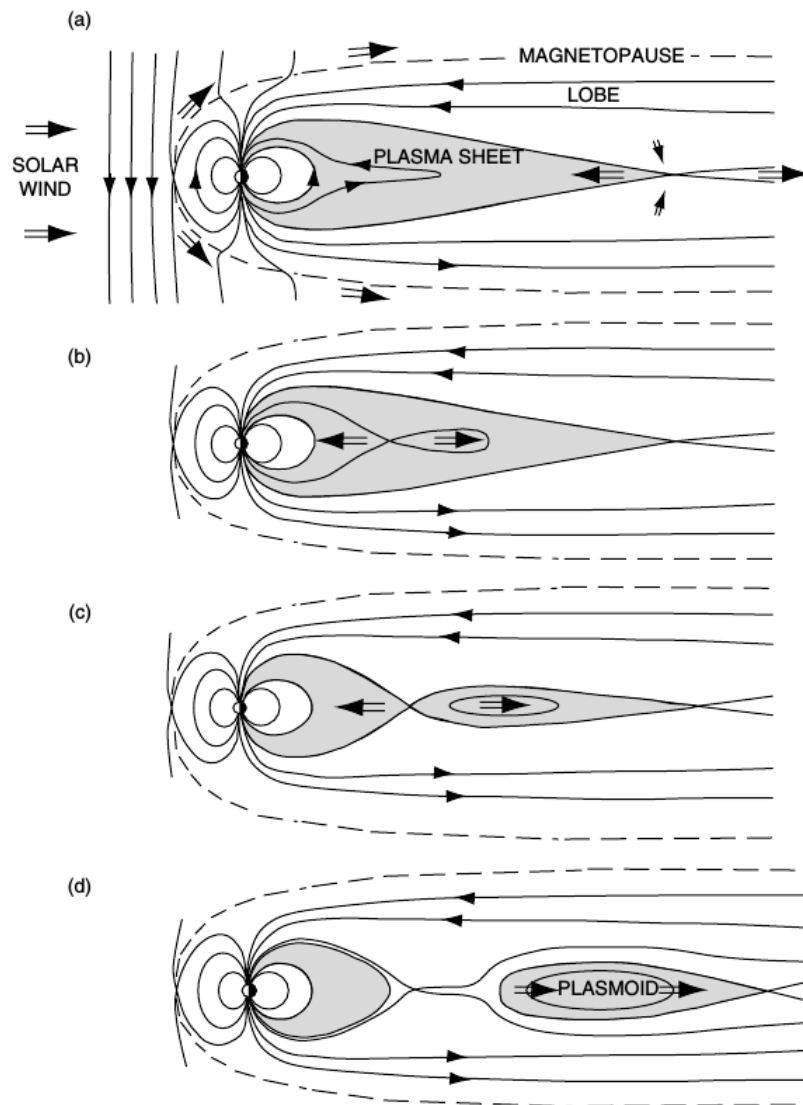 (a)
MAGNETOPAUSE
LOBE
PLASMA SHEET
SOLAR
WIND
(b)
(c)
(d)
PLASMOID